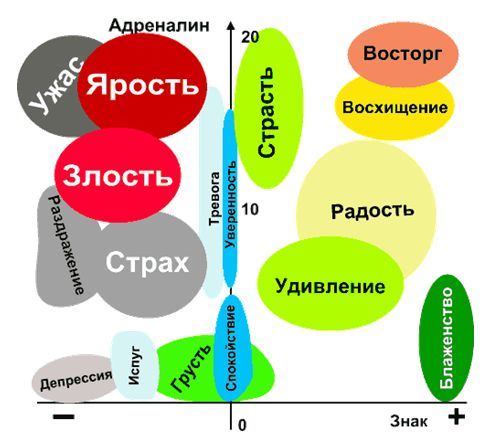 Адреналин
20
Ужас
Ярость
Страсть
Восторг
Восхищение
Злость
Тревога
Уверенность
10
Радость
Раздражение
Страх
Удивление
Блаженство
Депрессия
Испуг
Грусть
Спокойствие
−
0
Знак
+